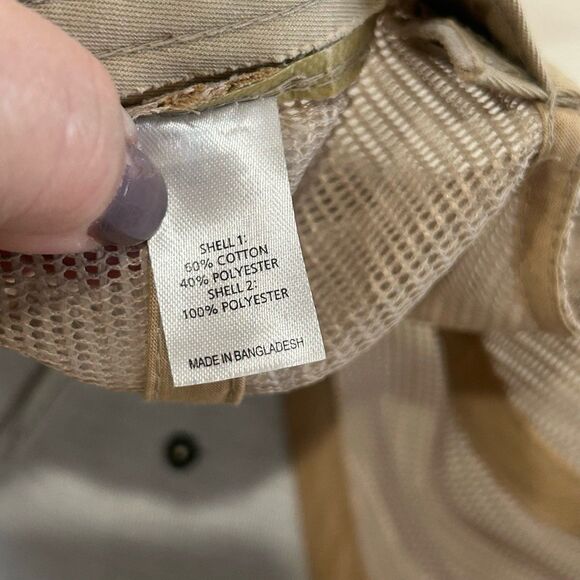 SHELL 1:
60% COTTON
40% POLYESTER
SHELL 2:
100% POLYESTER
MADE IN BANGLADESH